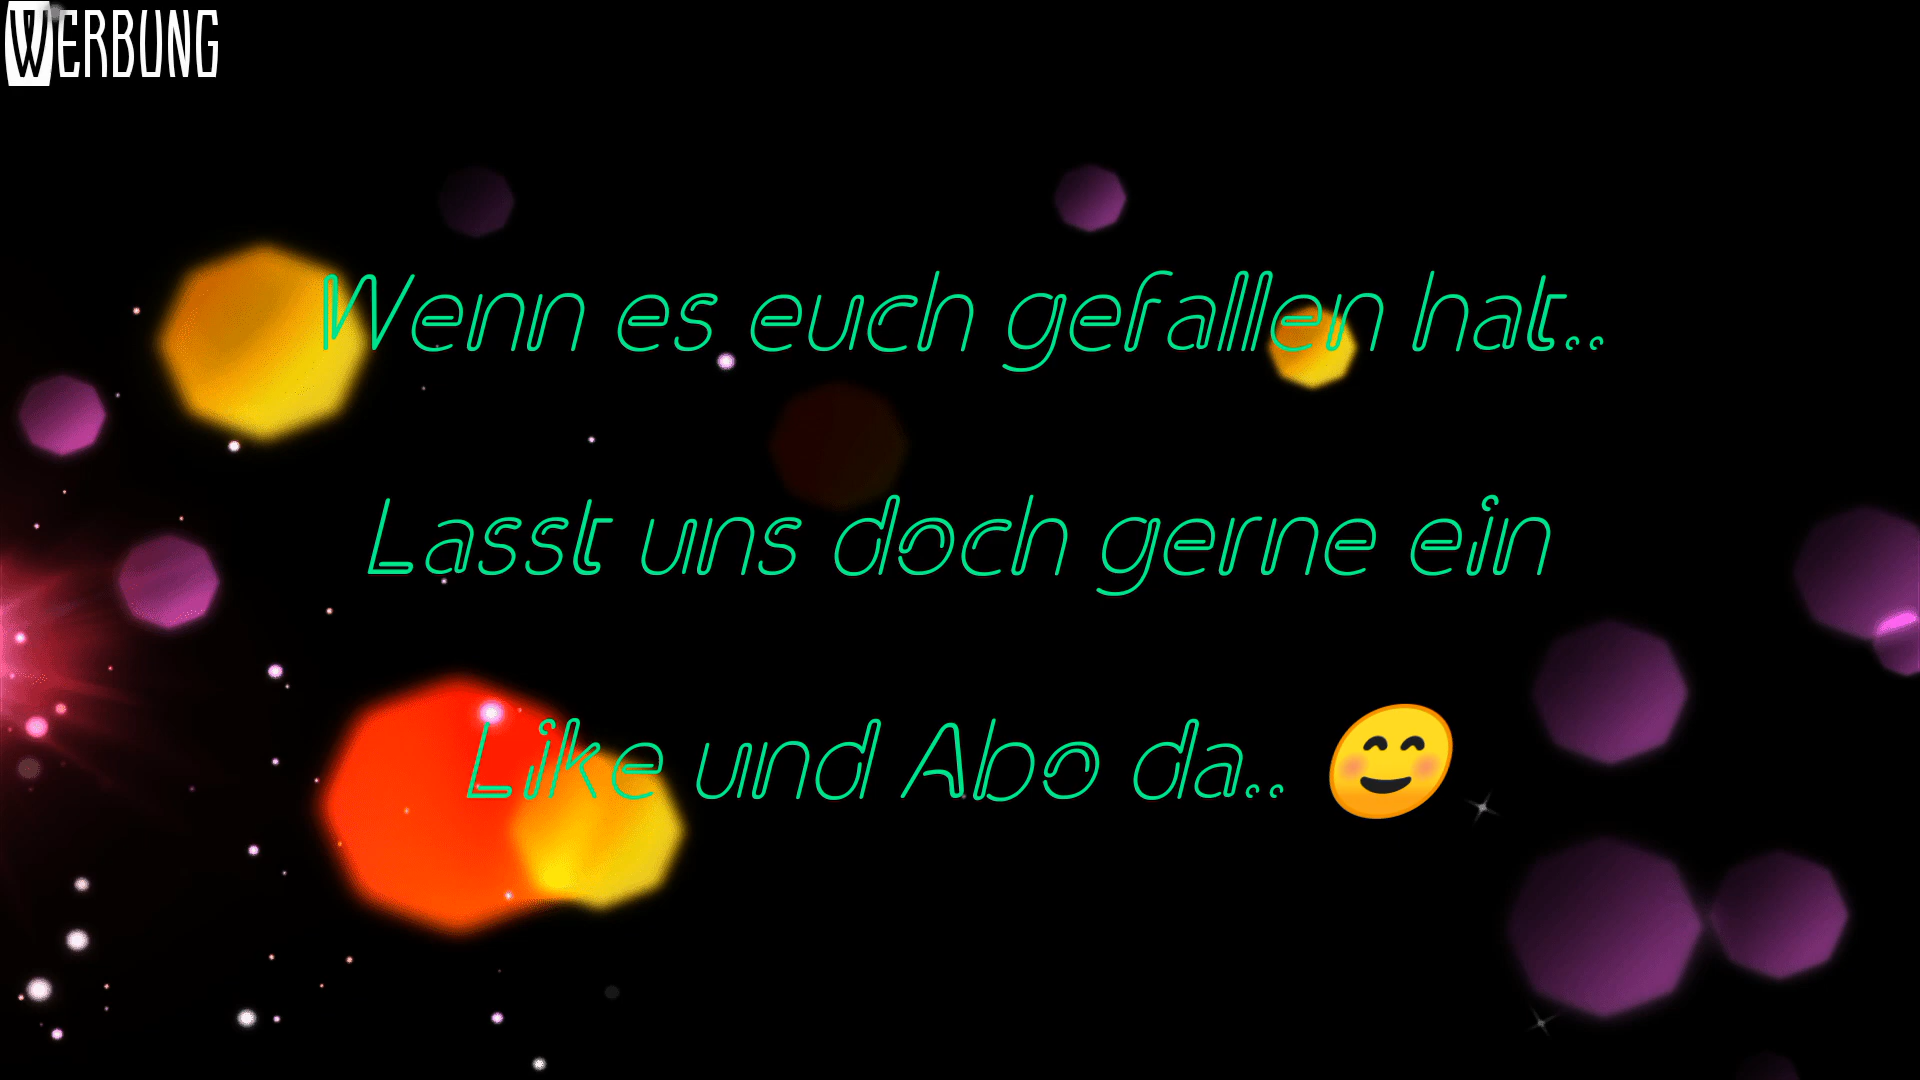 WERBUNG
Wenn es euch gefallen hat..
Lasst uns doch gerne ein
Like und Abo da.. 😊